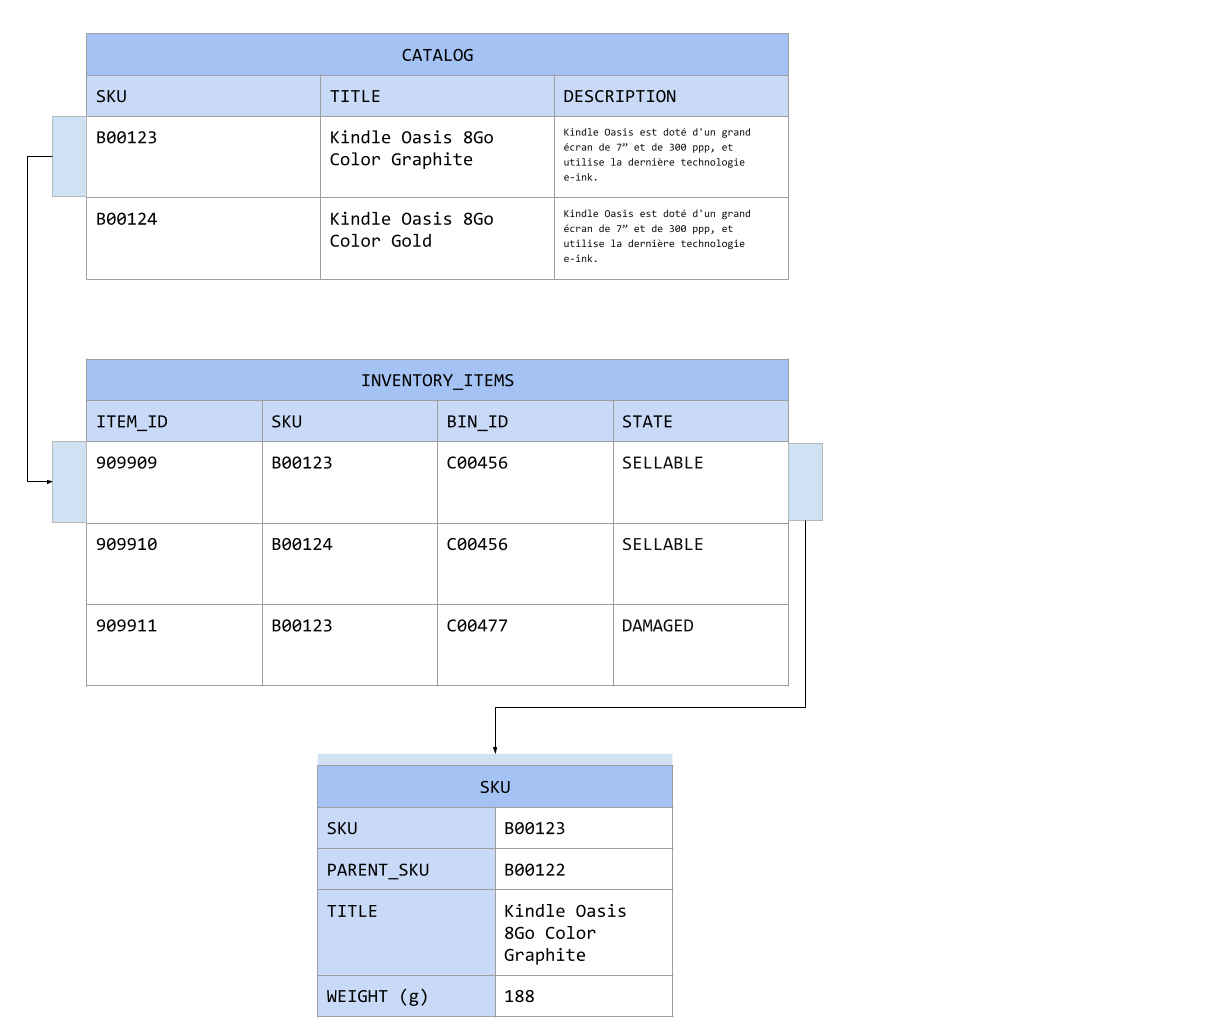 CATALOG
SKU TITLE DESCRIPTION
B00123
Kindle Oasis 8Go
Color Graphite
Kindle Oasis est doté d'un grand
écran de 7” et de 300 ppp, et
utilise la dernière technologie
e-ink.
B00124
Kindle Oasis 8Go
Color Gold
Kindle Oasis est doté d'un grand
écran de 7” et de 300 ppp, et
utilise la dernière technologie
e-ink.
INVENTORY_ITEMS
ITEM_ID SKU BIN_ID STATE
909909 B00123 C00456 SELLABLE
909910 B00124 C00456 SELLABLE
909911 B00123 C00477 DAMAGED
SKU
SKU B00123
PARENT_SKU B00122
TITLE Kindle Oasis
8Go Color
Graphite
WEIGHT (g) 188